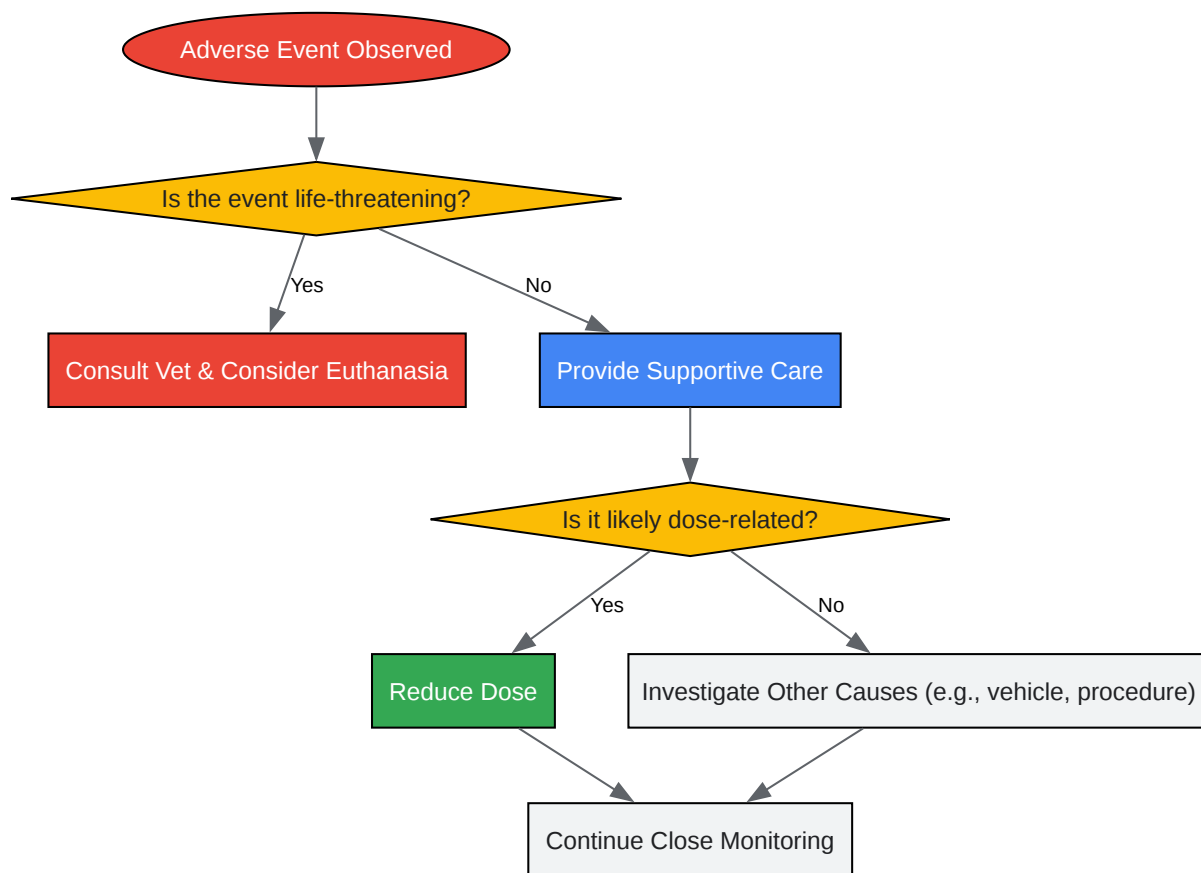 Adverse Event Observed
Is the event life-threatening?
Yes
No
Consult Vet & Consider Euthanasia
Provide Supportive Care
Is it likely dose-related?
Yes
No
Reduce Dose
Investigate Other Causes (e.g., vehicle, procedure)
Continue Close Monitoring